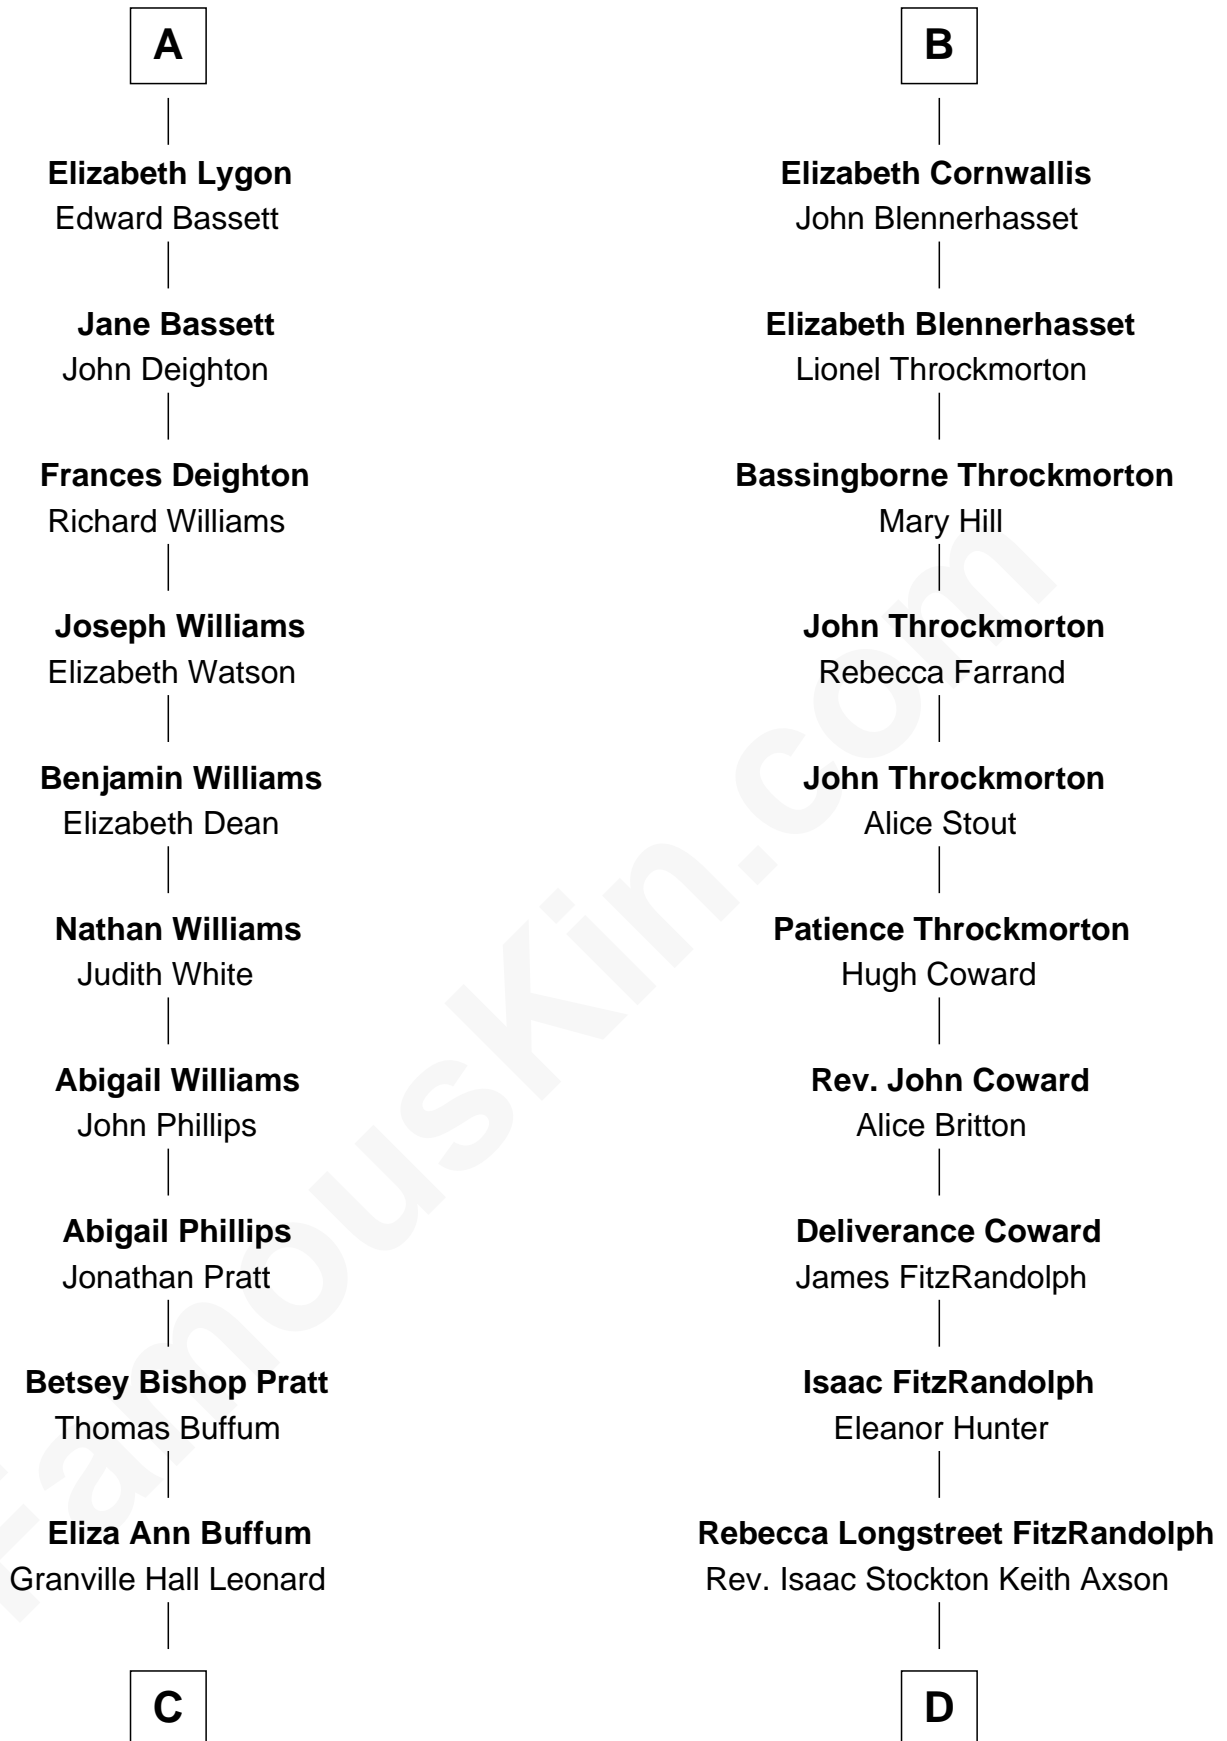 A
Elizabeth Lygon
Edward Bassett
Jane Bassett
John Deighton
Frances Deighton
Richard Williams
Joseph Williams
Elizabeth Watson
Benjamin Williams
Elizabeth Dean
Nathan Williams
Judith White
Abigail Williams
John Phillips
Abigail Phillips
Jonathan Pratt
Betsey Bishop Pratt
Thomas Buffum
Eliza Ann Buffum
Granville Hall Leonard
C
B
Elizabeth Cornwallis
John Blennerhasset
Elizabeth Blennerhasset
Lionel Throckmorton
Bassingborne Throckmorton
Mary Hill
John Throckmorton
Rebecca Farrand
John Throckmorton
Alice Stout
Patience Throckmorton
Hugh Coward
Rev. John Coward
Alice Britton
Deliverance Coward
James FitzRandolph
Isaac FitzRandolph
Eleanor Hunter
Rebecca Longstreet FitzRandolph
Rev. Isaac Stockton Keith Axson
D
FamousKin.com